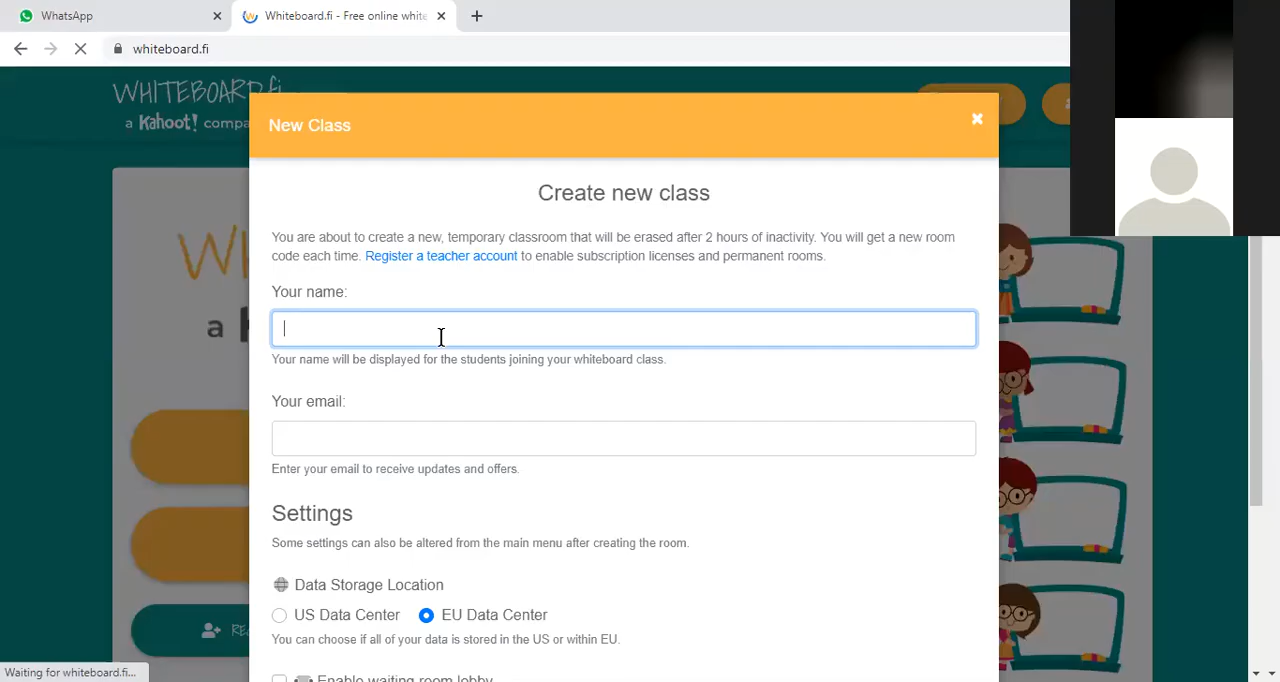 WhatsApp
Whiteboard.fi - Free online white
whiteboard.fi
WHITEBOARD.fi
a Kahoot! compa
New Class
Create new class
You are about to create a new, temporary classroom that will be erased after 2 hours of inactivity. You will get a new room
code each time. Register a teacher account to enable subscription licenses and permanent rooms.
Your name:
Your name will be displayed for the students joining your whiteboard class.
Your email:
Enter your email to receive updates and offers.
Settings
Some settings can also be altered from the main menu after creating the room.
Data Storage Location
US Data Center
EU Data Center
You can choose if all of your data is stored in the US or within EU.
Enable waiting room lobby
WH
a K
RE
Waiting for whiteboard.fi...